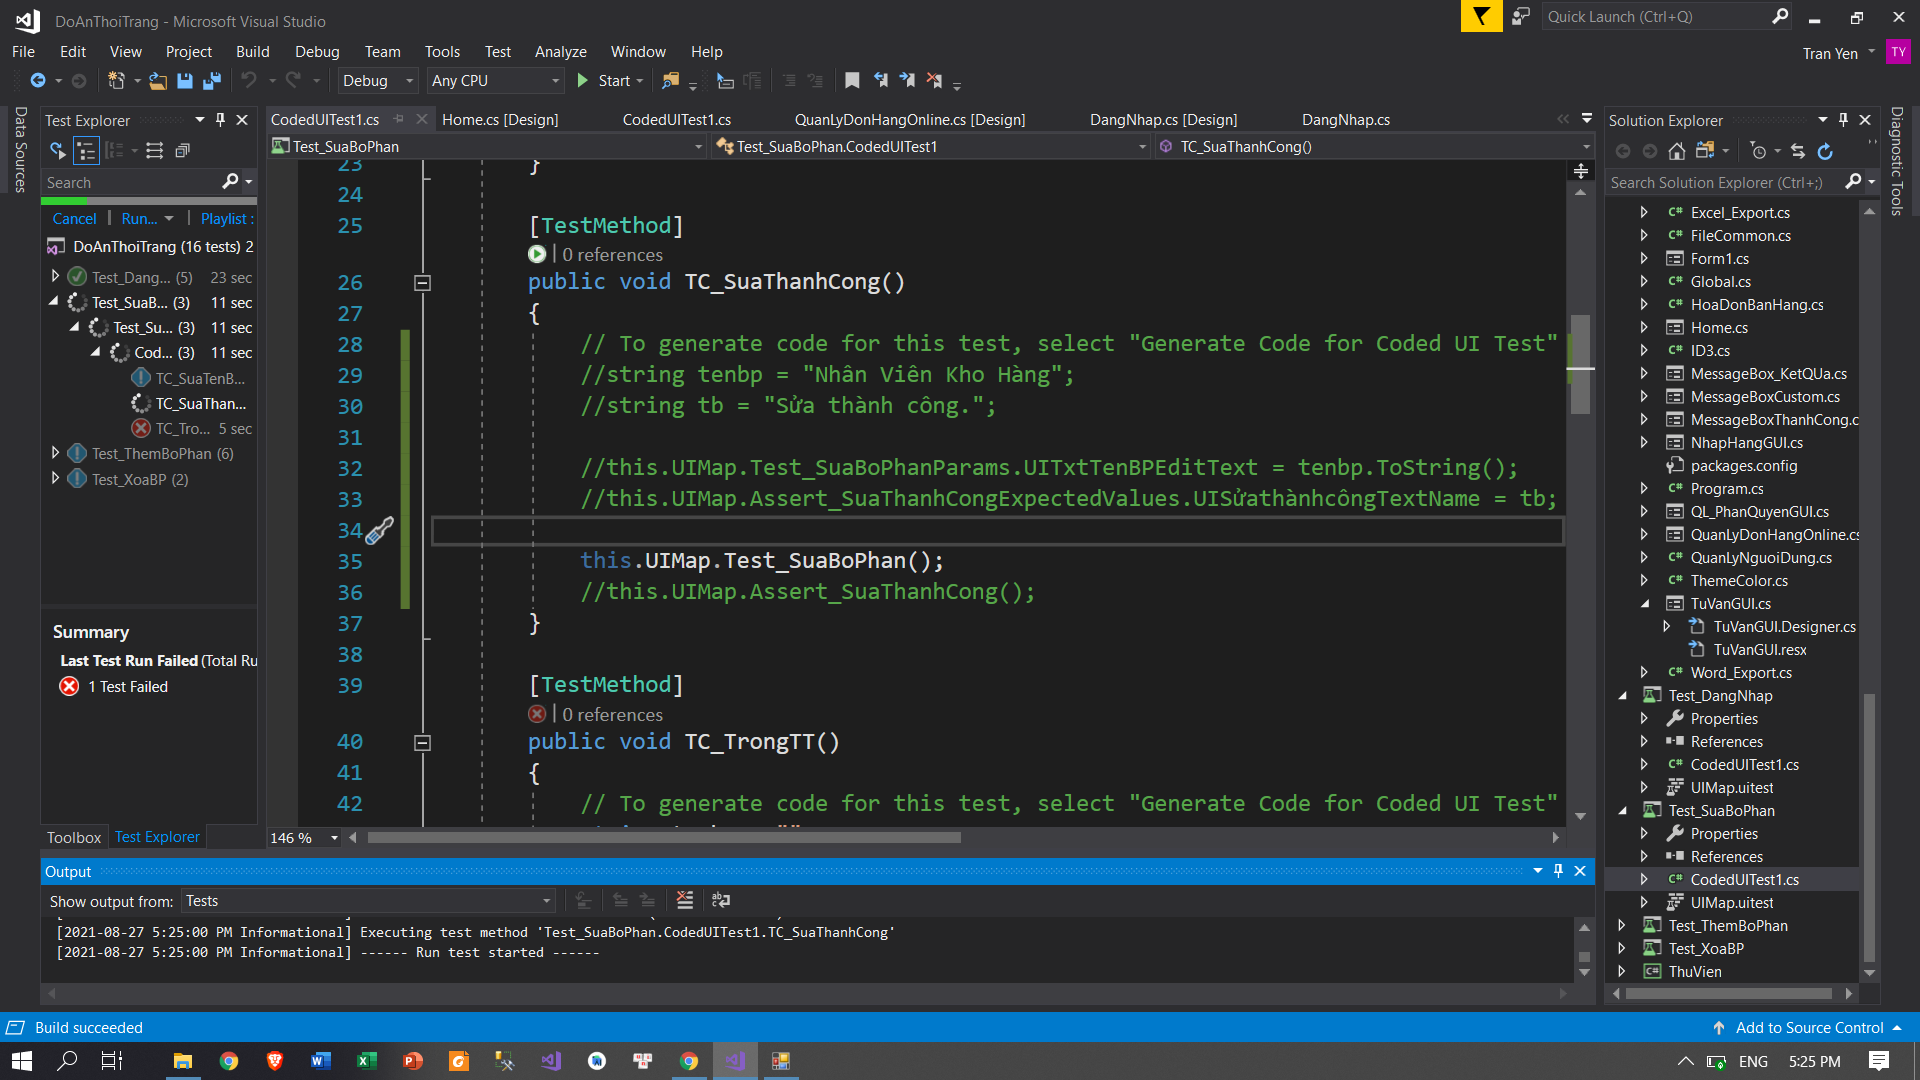 DoAnThoiTrang - Microsoft Visual Studio
Quick Launch (Ctrl+Q)
File Edit View Project Build Debug Team Tools Test Analyze Window Help
Tran Yen
TY
Debug
Any CPU
Start
Data Sources
Test Explorer
Search
Cancel
Run...
Playlist :
DoAnThoiTrang (16 tests) 2
Test_Dang... (5) 23 sec
Test_SuaB... (3) 11 sec
Test_Su... (3) 11 sec
Cod... (3) 11 sec
TC_SuaTenB...
TC_SuaThan...
TC_Tro... 5 sec
Test_ThemBoPhan (6)
Test_XoaBP (2)
Summary
Last Test Run Failed (Total Ru
1 Test Failed
Toolbox
Test Explorer
CodedUITest1.cs
Home.cs [Design]
CodedUITest1.cs
QuanLyDonHangOnline.cs [Design]
DangNhap.cs [Design]
DangNhap.cs
Test_SuaBoPhan
Test_SuaBoPhan.CodedUITest1
TC_SuaThanhCong()
23 }
24
25 [TestMethod]
0 references
26 public void TC_SuaThanhCong()
27 {
28 // To generate code for this test, select "Generate Code for Coded UI Test"
29 //string tenbp = "Nhân Viên Kho Hàng";
30 //string tb = "Sửa thành công.";
31
32 //this.UIMap.Test_SuaBoPhanParams.UITxtTenBPEditText = tenbp.ToString();
33 //this.UIMap.Assert_SuaThanhCongExpectedValues.UISửathànhcôngTextName = tb;
34
35 this.UIMap.Test_SuaBoPhan();
36 //this.UIMap.Assert_SuaThanhCong();
37 }
38
39 [TestMethod]
0 references
40 public void TC_TrongTT()
41 {
42 // To generate code for this test, select "Generate Code for Coded UI Test"
146 %
Output
Show output from: Tests
[2021-08-27 5:25:00 PM Informational] Executing test method 'Test_SuaBoPhan.CodedUITest1.TC_SuaThanhCong'
[2021-08-27 5:25:00 PM Informational] ------ Run test started ------
Solution Explorer
Search Solution Explorer (Ctrl+;)
Excel_Export.cs
FileCommon.cs
Form1.cs
Global.cs
HoaDonBanHang.cs
Home.cs
ID3.cs
MessageBox_KetQUa.cs
MessageBoxCustom.cs
MessageBoxThanhCong.c
NhapHangGUI.cs
packages.config
Program.cs
QL_PhanQuyenGUI.cs
QuanLyDonHangOnline.cs
QuanLyNguoiDung.cs
ThemeColor.cs
TuVanGUI.cs
TuVanGUI.Designer.cs
TuVanGUI.resx
Word_Export.cs
Test_DangNhap
Properties
References
CodedUITest1.cs
UIMap.uitest
Test_SuaBoPhan
Properties
References
CodedUITest1.cs
UIMap.uitest
Test_ThemBoPhan
Test_XoaBP
ThuVien
Diagnostic Tools
Build succeeded
Add to Source Control
ENG
5:25 PM